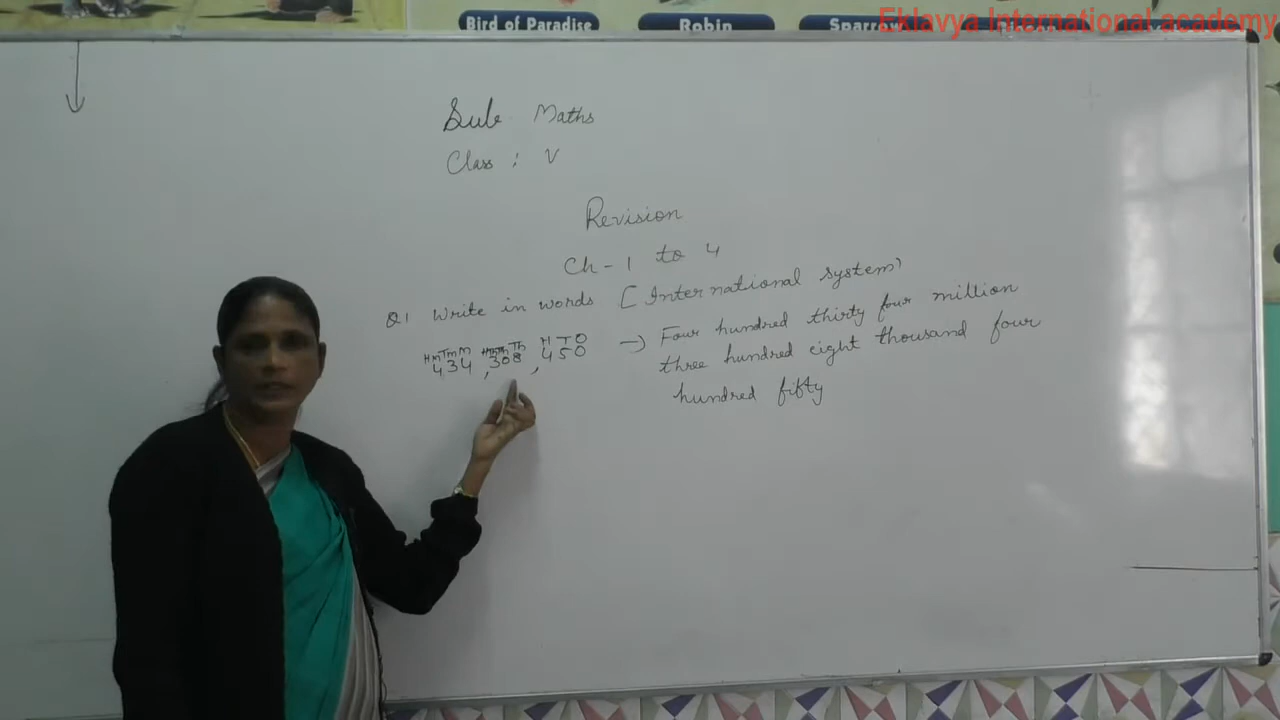 Bird of Paradise
Robin
Sparrow
Eklavya International academy
Sub Maths
Class : V
Revision
Ch - 1 to 4
Q1 Write in words [International system]
HM TM M HTh TTh Th H T O
434,308,450 → Four hundred thirty four million
three hundred eight thousand four
hundred fifty